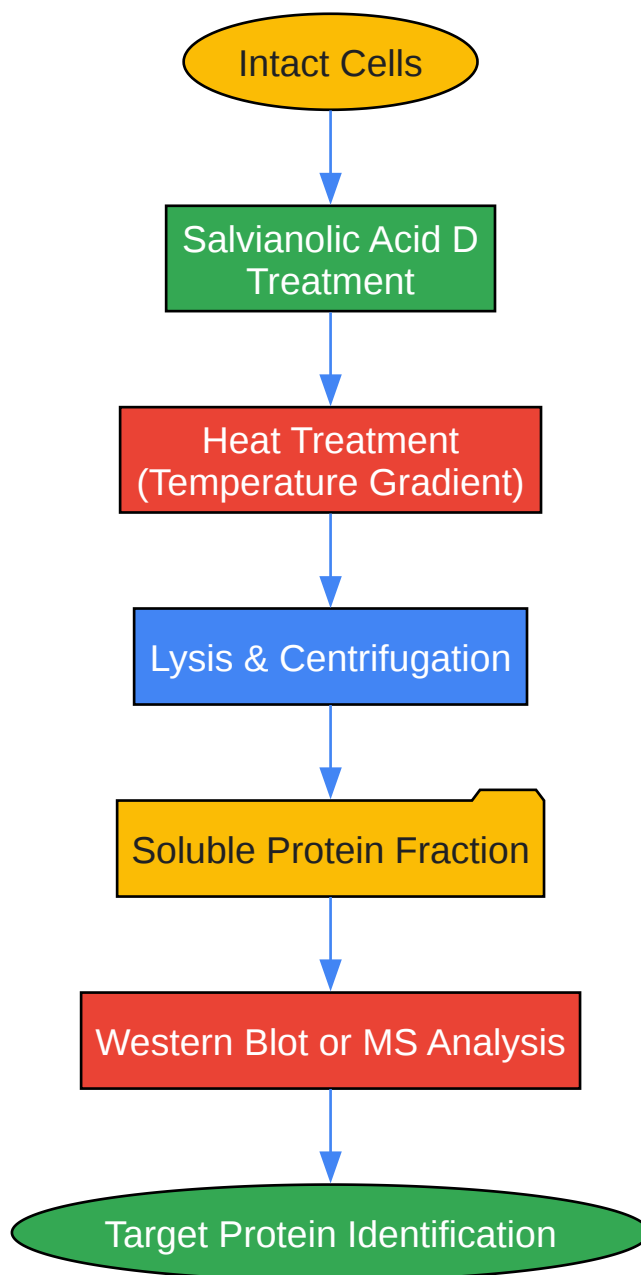 Intact Cells
Salvianolic Acid D
Treatment
Heat Treatment
(Temperature Gradient)
Lysis & Centrifugation
Soluble Protein Fraction
Western Blot or MS Analysis
Target Protein Identification